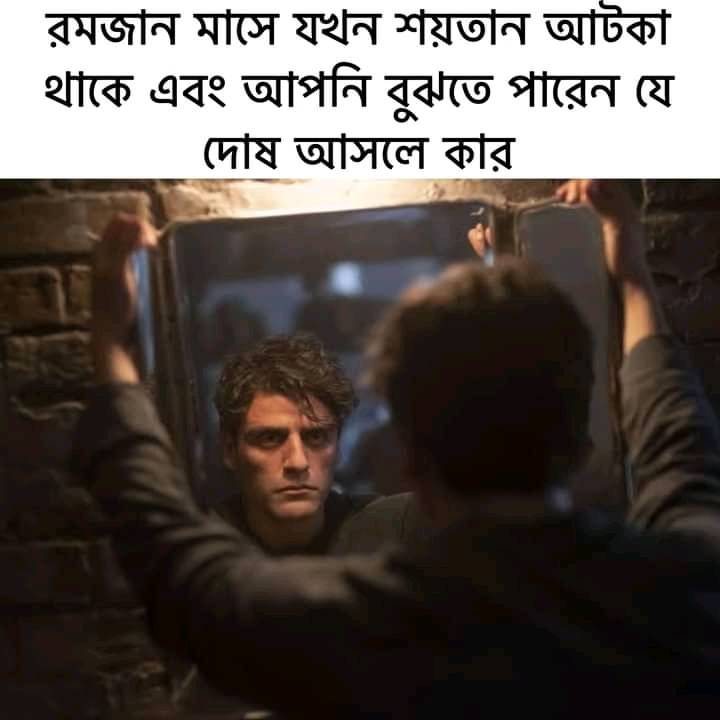 রমজান মাসে যখন শয়তান আটকা
থাকে এবং আপনি বুঝতে পারেন যে
দোষ আসলে কার